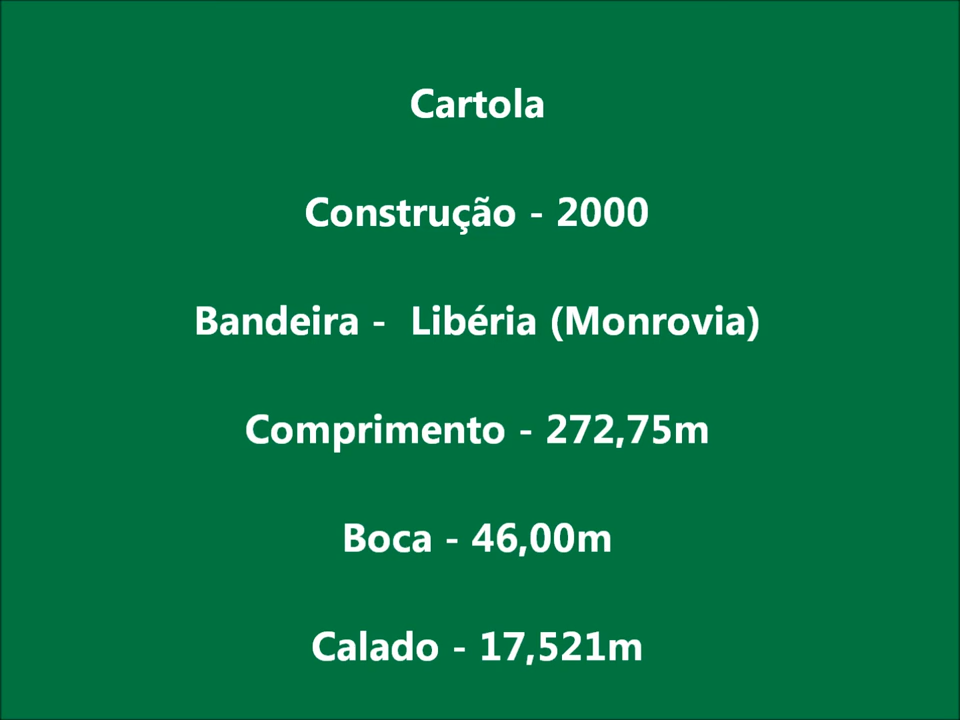 Cartola
Construção - 2000
Bandeira - Libéria (Monrovia)
Comprimento - 272,75m
Boca - 46,00m
Calado - 17,521m